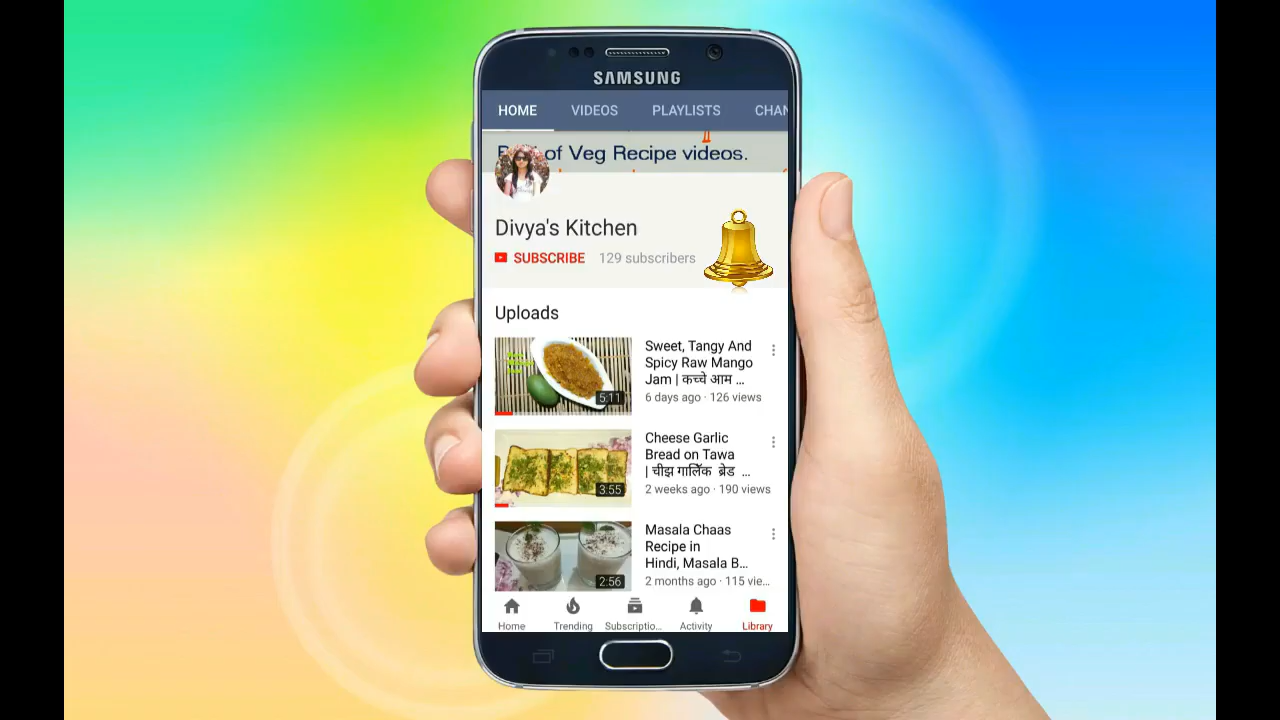 SAMSUNG
HOME VIDEOS PLAYLISTS CHAN
of Veg Recipe videos.
Divya's Kitchen
SUBSCRIBE 129 subscribers
Uploads
Sweet, Tangy And
Spicy Raw Mango
Jam | कच्चे आम ...
6 days ago · 126 views
5:11
Cheese Garlic
Bread on Tawa
| चीझ गार्लिक ब्रेड ...
2 weeks ago · 190 views
3:55
Masala Chaas
Recipe in
Hindi, Masala B...
2 months ago · 115 vie...
2:56
Home Trending Subscriptio... Activity Library